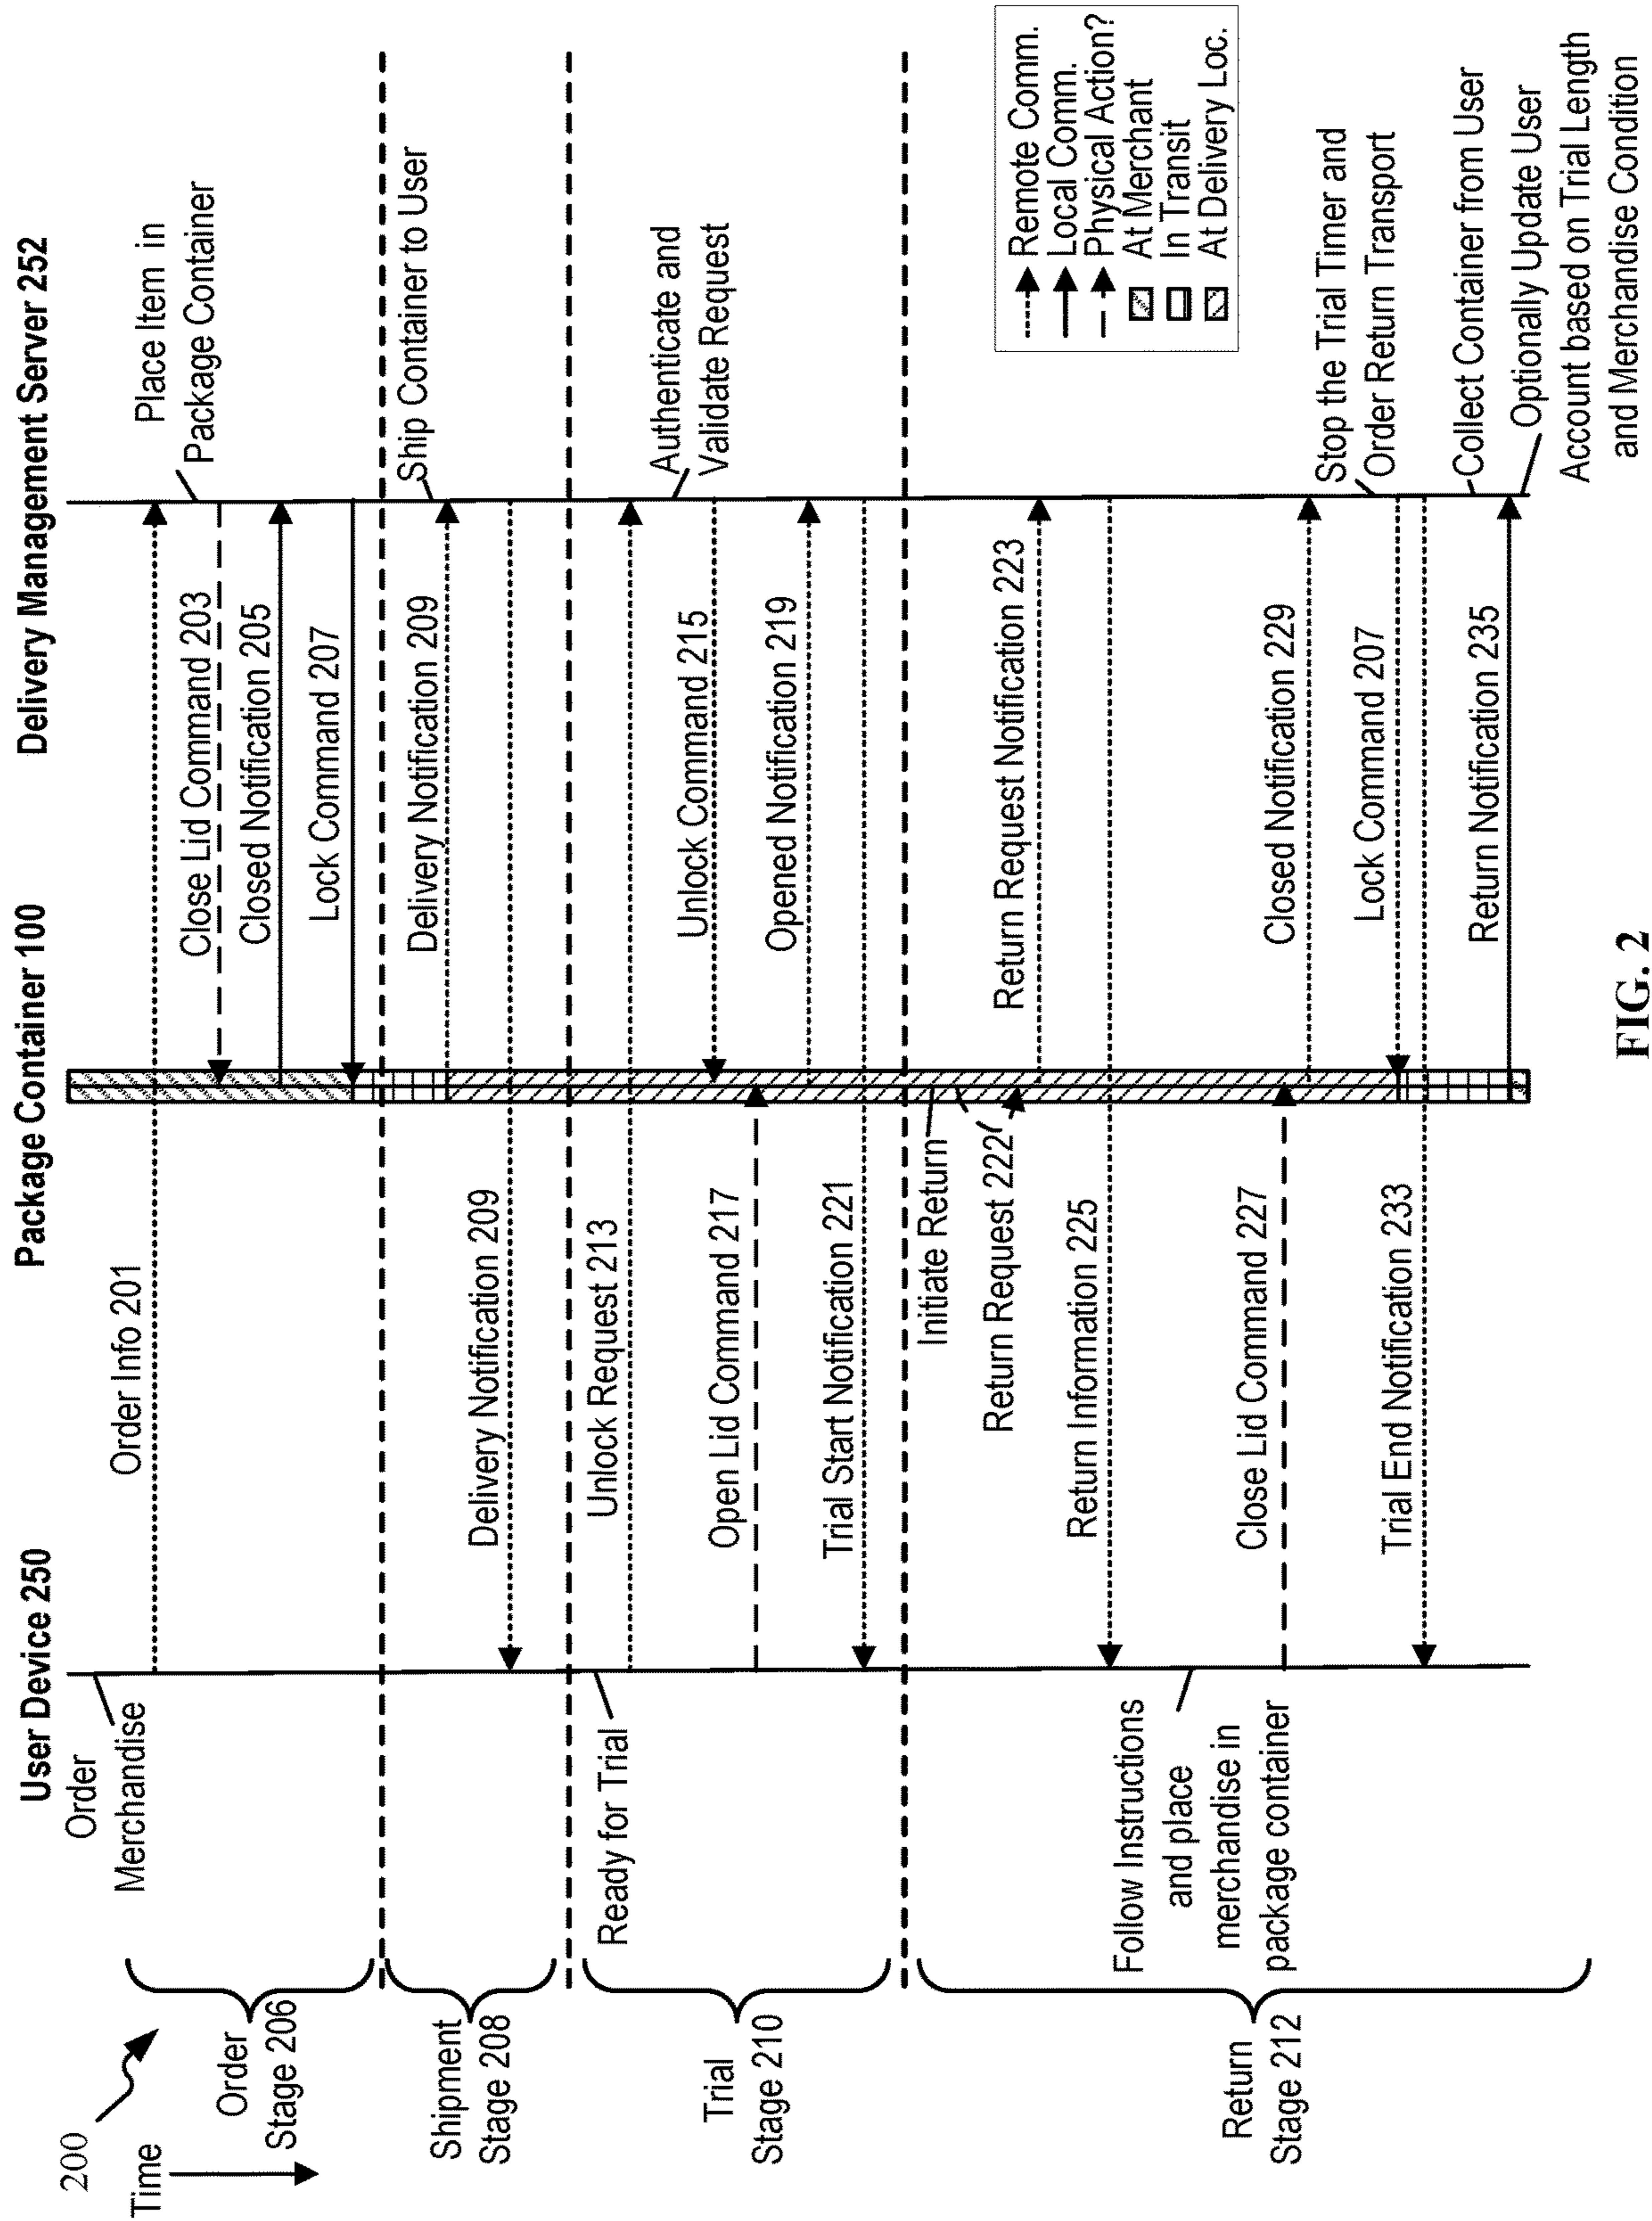 200
Time
User Device 250
Package Container 100
Delivery Management Server 252
Order
Stage 206
Order
Merchandise
Order Info 201
Place Item in
Package Container
Close Lid Command 203
Closed Notification 205
Lock Command 207
Shipment
Stage 208
Ship Container to User
Delivery Notification 209
Delivery Notification 209
Trial
Stage 210
Ready for Trial
Unlock Request 213
Authenticate and
Validate Request
Unlock Command 215
Open Lid Command 217
Opened Notification 219
Trial Start Notification 221
Return
Stage 212
Initiate Return
Return Request 222
Return Request Notification 223
Return Information 225
Follow Instructions
and place
merchandise in
package container
Close Lid Command 227
Closed Notification 229
Stop the Trial Timer and
Order Return Transport
Lock Command 207
Trial End Notification 233
Collect Container from User
Return Notification 235
Optionally Update User
Account based on Trial Length
and Merchandise Condition
Remote Comm.
Local Comm.
Physical Action?
At Merchant
In Transit
At Delivery Loc.
FIG. 2